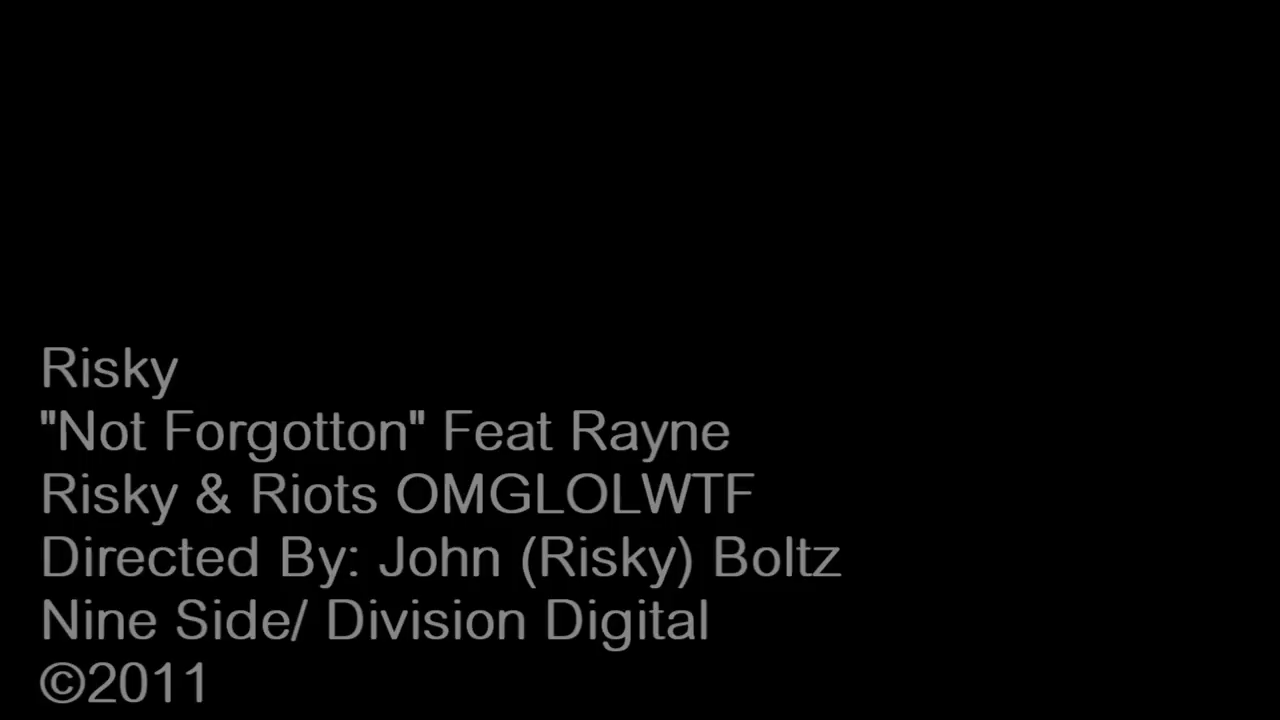 Risky
"Not Forgotton" Feat Rayne
Risky & Riots OMGLOLWTF
Directed By: John (Risky) Boltz
Nine Side/ Division Digital
©2011